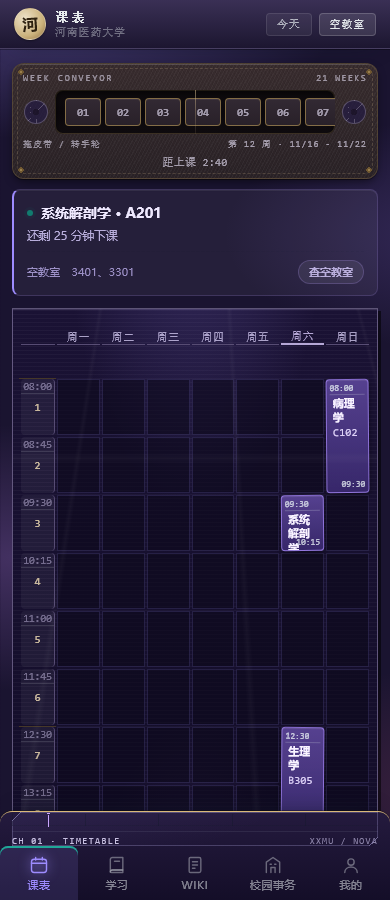 河
课表
河南医药大学
今天
空教室
WEEK CONVEYOR
21 WEEKS
01 02 03 04 05 06 07
拖皮带 / 转手轮
第 12 周 · 11/16 - 11/22
距上课 2:40
系统解剖学 • A201
还剩 25 分钟下课
空教室 3401、3301
查空教室
周一 周二 周三 周四 周五 周六 周日
08:00
1
08:00
病理学
C102
09:30
08:45
2
09:30
3
09:30
系统解剖学
10:15
10:15
4
11:00
5
11:45
6
12:30
7
12:30
生理学
B305
13:15
CH 01 · TIMETABLE
XXMU / NOVA
课表
学习
WIKI
校园事务
我的